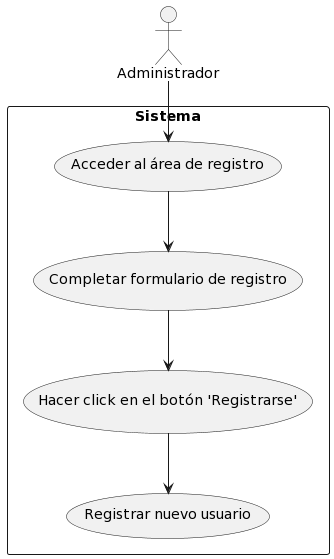 Administrador
Sistema
Acceder al área de registro
Completar formulario de registro
Hacer click en el botón 'Registrarse'
Registrar nuevo usuario